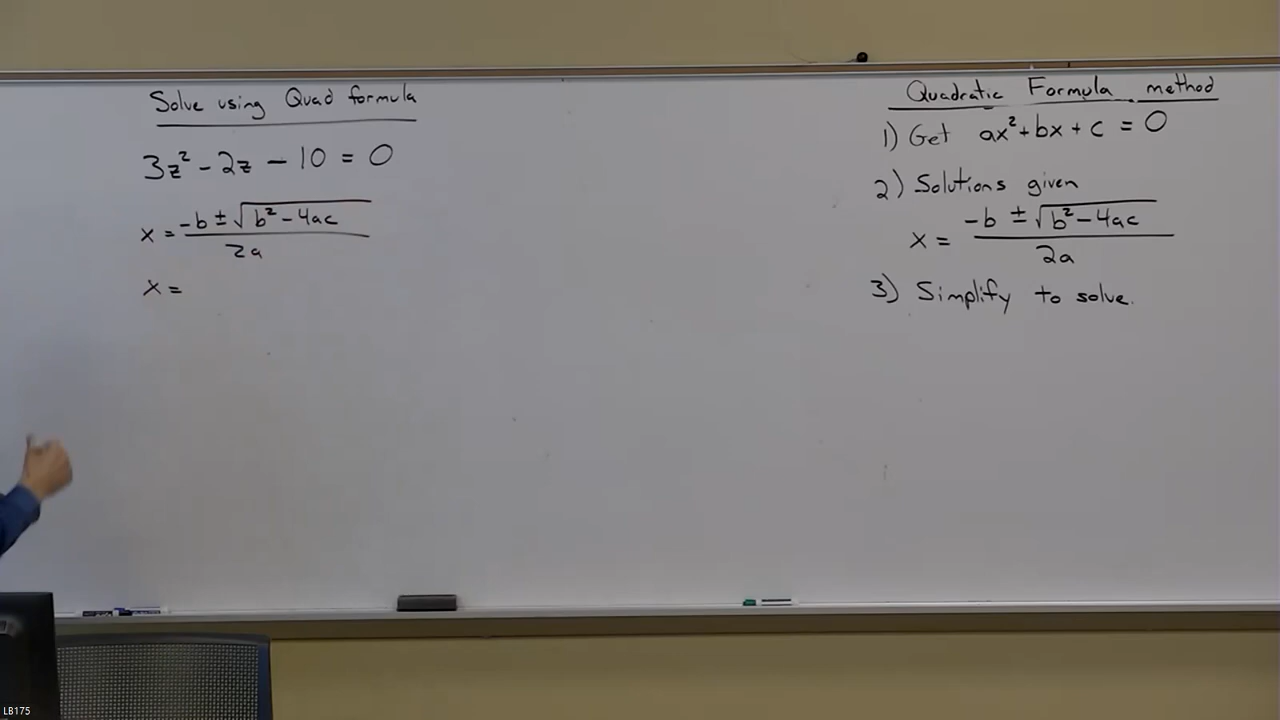 Solve using Quad formula
3z² - 2z - 10 = 0
x = -b ± √(b² - 4ac) / 2a
x =
Quadratic Formula method
1) Get ax² + bx + c = 0
2) Solutions given
x = -b ± √(b² - 4ac) / 2a
3) Simplify to solve.
LB175